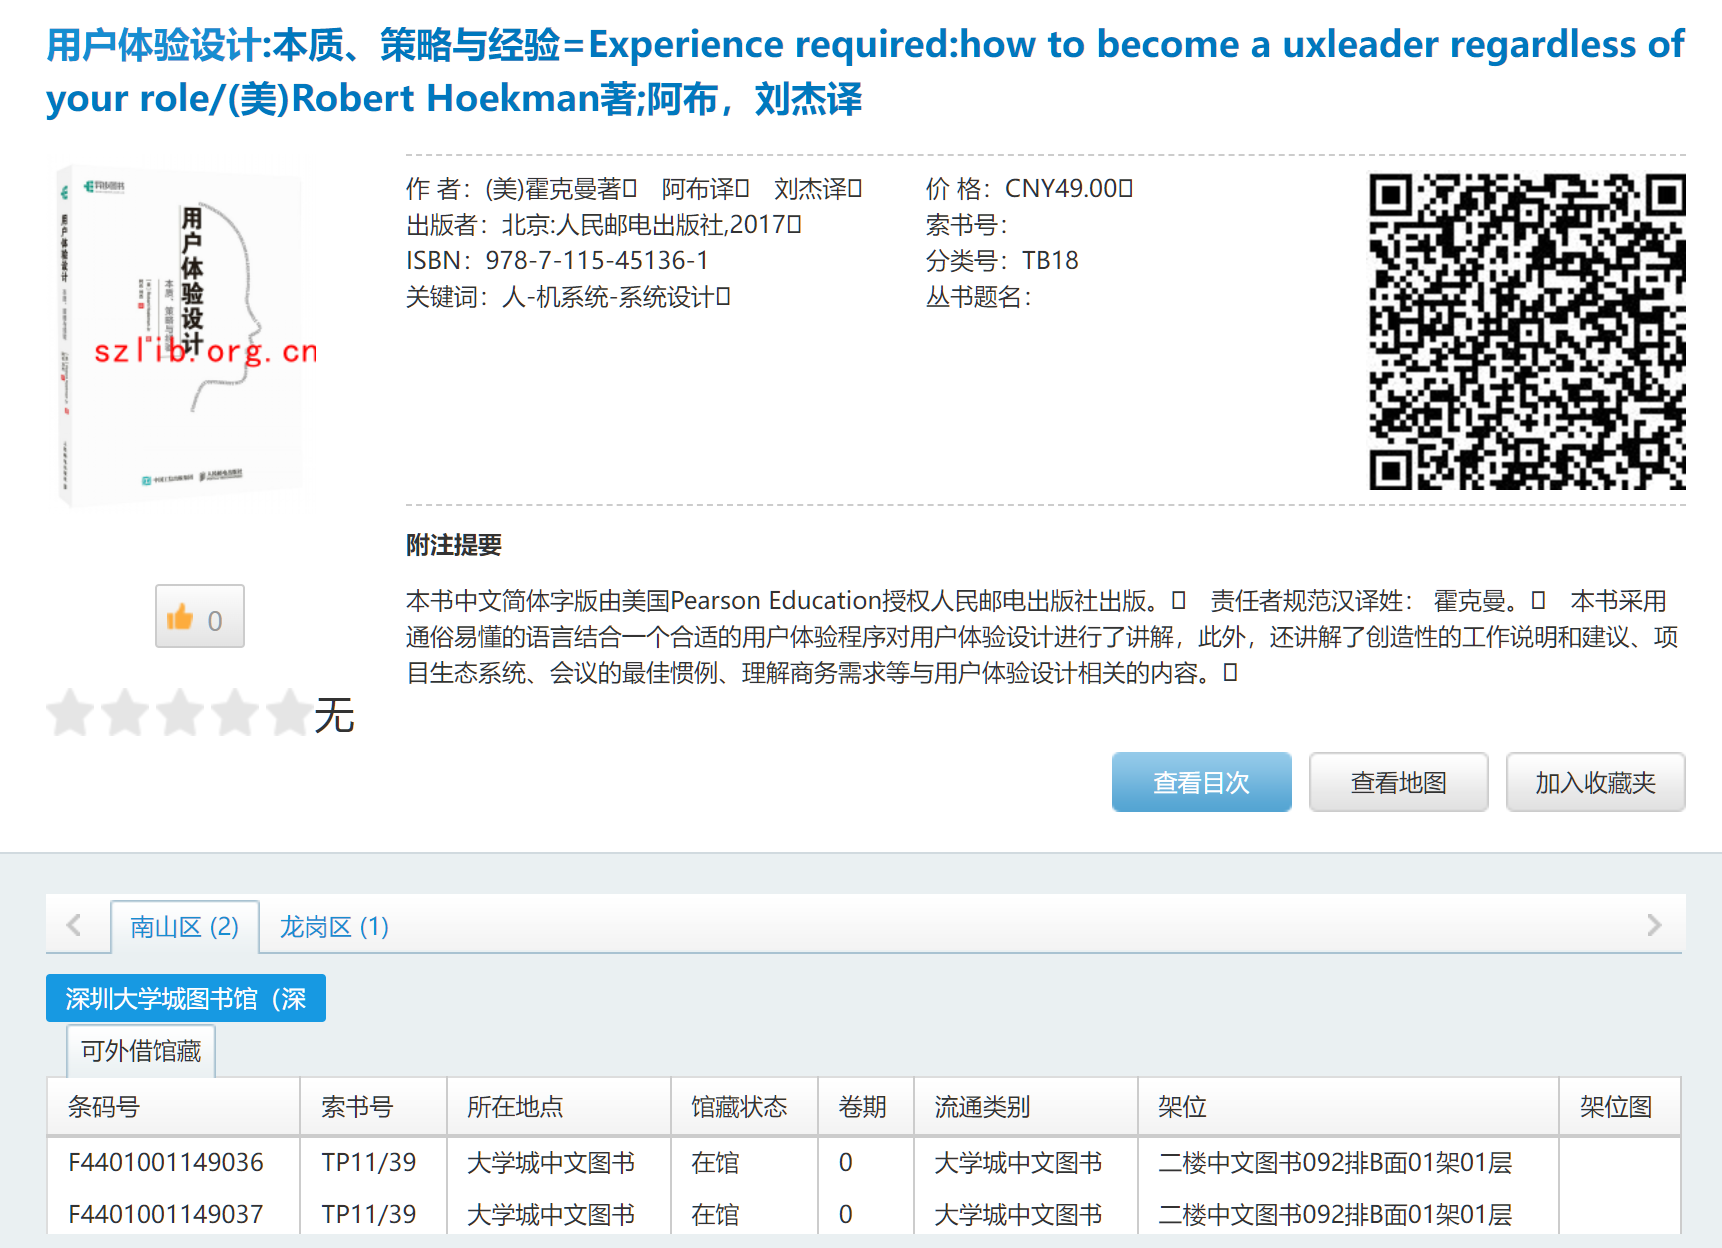 用户体验设计:本质、策略与经验=Experience required:how to become a uxleader regardless of
your role/(美)Robert Hoekman著;阿布，刘杰译
用户体验设计
本质、策略与经验
用户体验设计
szlib.org.cn
作 者：(美)霍克曼著 阿布译 刘杰译
出版者：北京:人民邮电出版社,2017
ISBN：978-7-115-45136-1
关键词：人-机系统-系统设计
价 格：CNY49.00
索书号：
分类号：TB18
丛书题名：
附注提要
本书中文简体字版由美国Pearson Education授权人民邮电出版社出版。 责任者规范汉译姓： 霍克曼。 本书采用
通俗易懂的语言结合一个合适的用户体验程序对用户体验设计进行了讲解，此外，还讲解了创造性的工作说明和建议、项
目生态系统、会议的最佳惯例、理解商务需求等与用户体验设计相关的内容。
0
无
查看目次 查看地图 加入收藏夹
南山区 (2) 龙岗区 (1)
深圳大学城图书馆（深
可外借馆藏
条码号 索书号 所在地点 馆藏状态 卷期 流通类别 架位 架位图
F4401001149036 TP11/39 大学城中文图书 在馆 0 大学城中文图书 二楼中文图书092排B面01架01层
F4401001149037 TP11/39 大学城中文图书 在馆 0 大学城中文图书 二楼中文图书092排B面01架01层